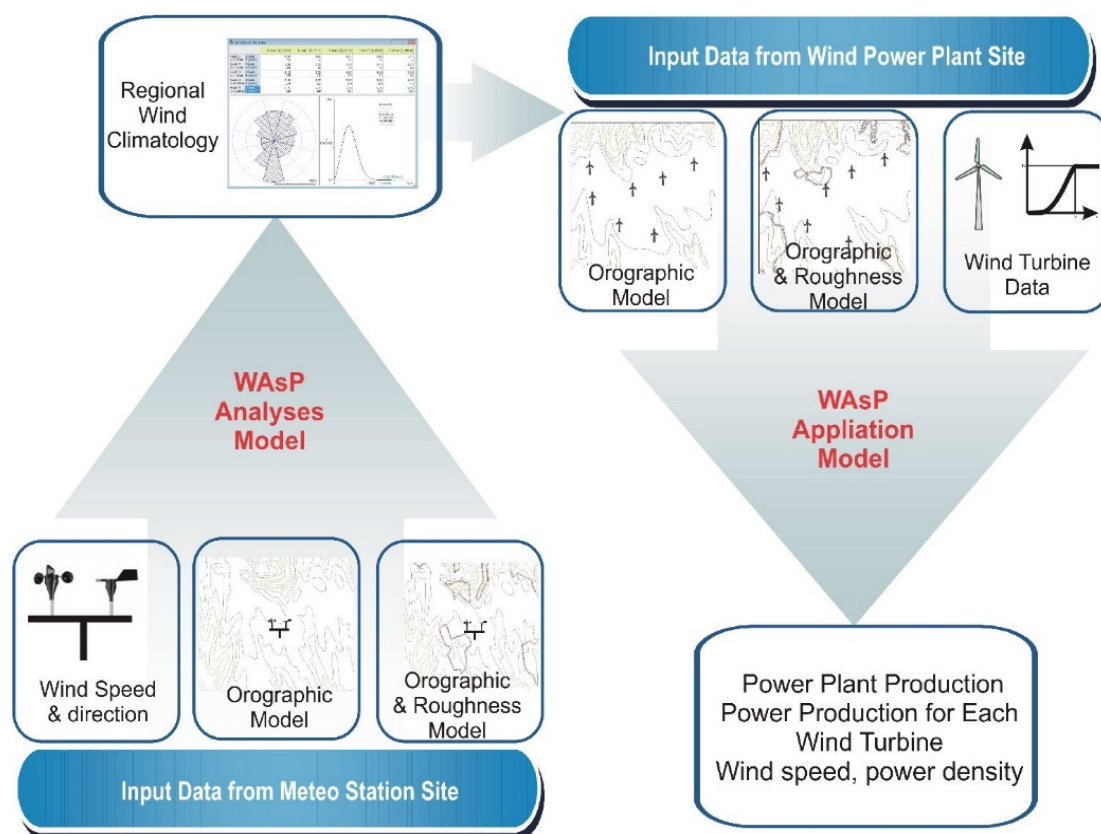 Regional
Wind
Climatology
Input Data from Wind Power Plant Site
Orographic
Model
Orographic
& Roughness
Model
Wind Turbine
Data
WAsP
Analyses
Model
WAsP
Appliation
Model
Wind Speed
& direction
Orographic
Model
Orographic
& Roughness
Model
Input Data from Meteo Station Site
Power Plant Production
Power Production for Each
Wind Turbine
Wind speed, power density